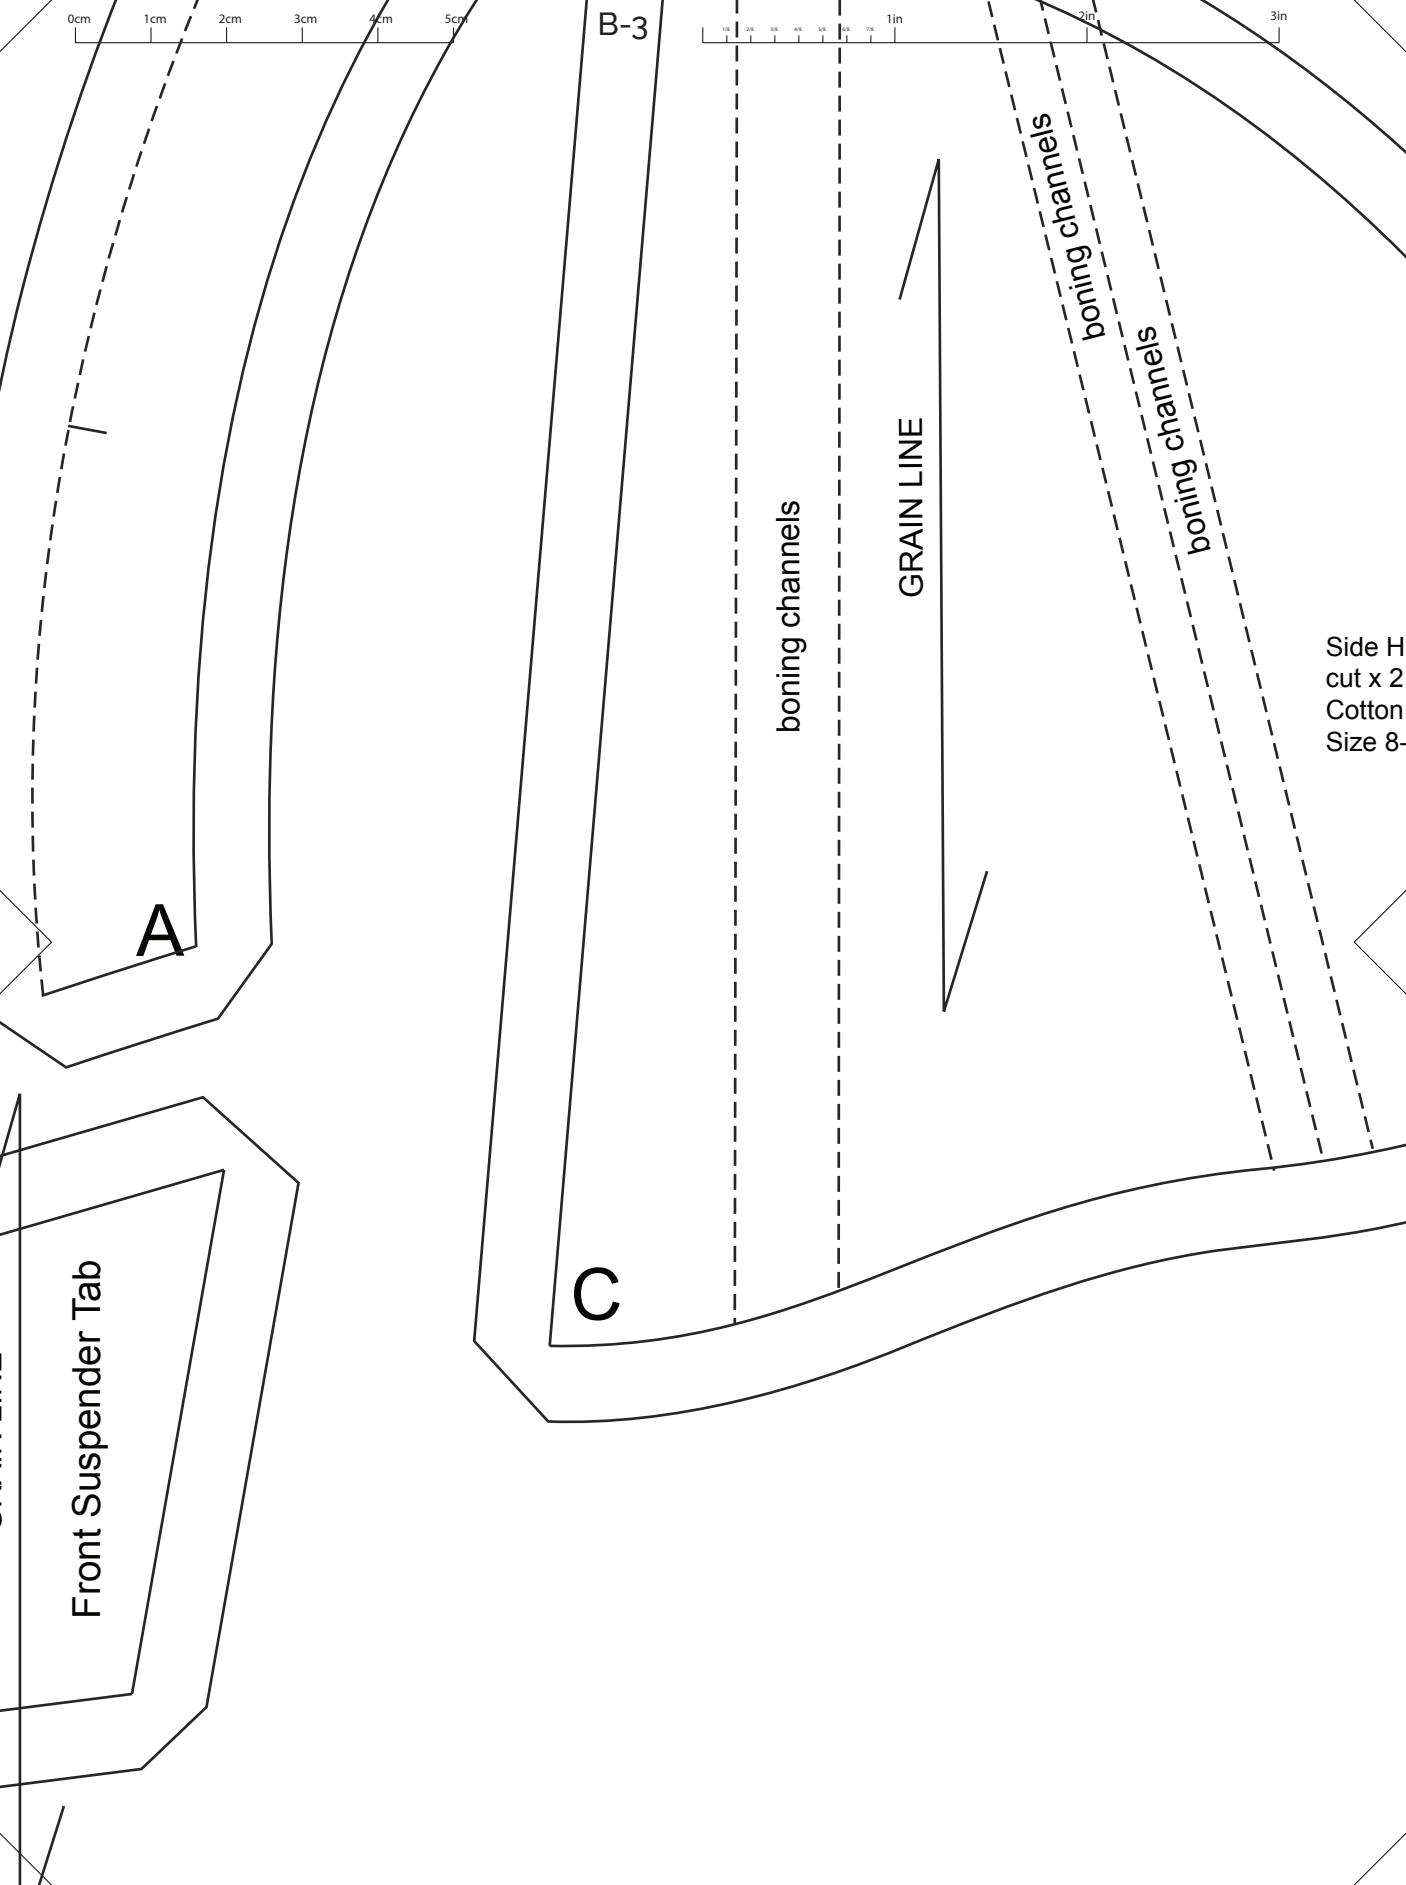 0cm 1cm 2cm 3cm 4cm 5cm
B-3
1/8 2/8 3/8 4/8 5/8 6/8 7/8 1in 2in 3in
boning channels
boning channels
GRAIN LINE
boning channels
Side H
cut x 2
Cotton
Size 8-
A
C
Front Suspender Tab